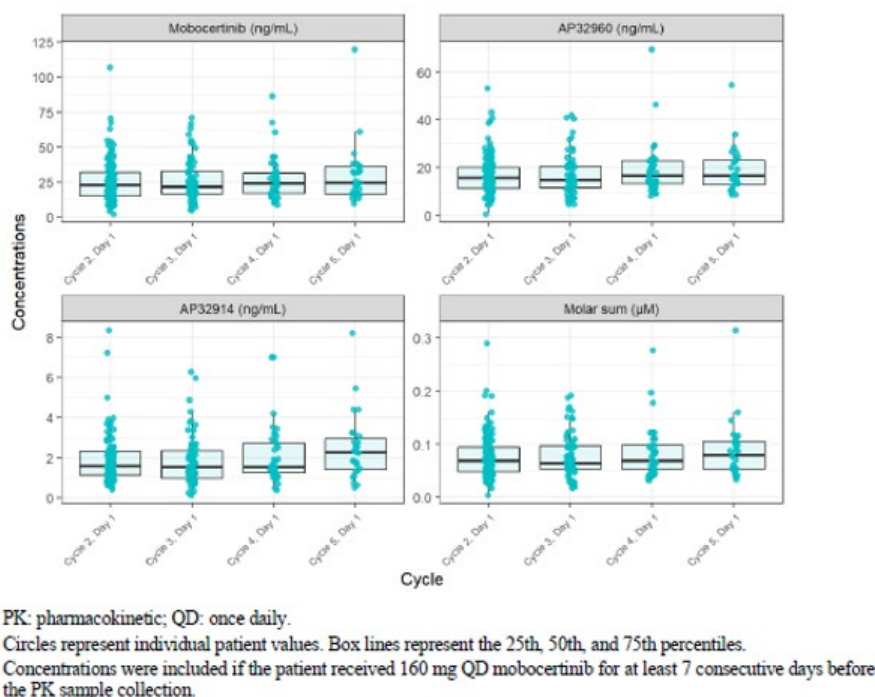 Mobocertinib (ng/mL)
AP32960 (ng/mL)
125
100
75
50
25
0
60
40
20
0
Cycle 2, Day 1
Cycle 3, Day 1
Cycle 4, Day 1
Cycle 5, Day 1
Cycle 2, Day 1
Cycle 3, Day 1
Cycle 4, Day 1
Cycle 5, Day 1
Concentrations
AP32914 (ng/mL)
Molar sum (µM)
8
6
4
2
0
0.3
0.2
0.1
0.0
Cycle 2, Day 1
Cycle 3, Day 1
Cycle 4, Day 1
Cycle 5, Day 1
Cycle 2, Day 1
Cycle 3, Day 1
Cycle 4, Day 1
Cycle 5, Day 1
Cycle
PK: pharmacokinetic; QD: once daily.
Circles represent individual patient values. Box lines represent the 25th, 50th, and 75th percentiles.
Concentrations were included if the patient received 160 mg QD mobocertinib for at least 7 consecutive days before
the PK sample collection.